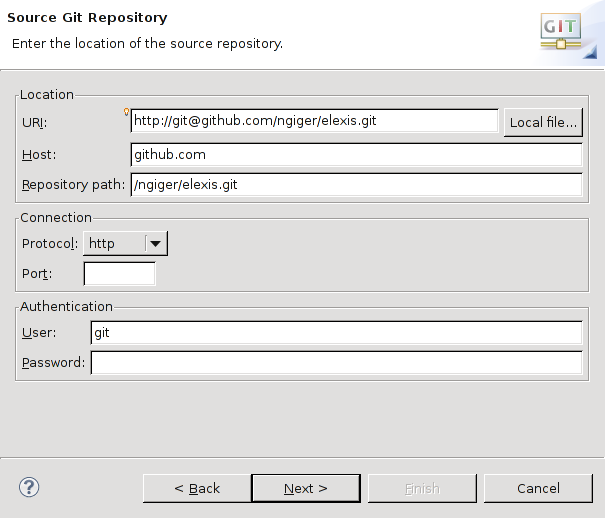 Source Git Repository
Enter the location of the source repository.
GIT
Location
URI: http://git@github.com/ngiger/elexis.git Local file...
Host: github.com
Repository path: /ngiger/elexis.git
Connection
Protocol: http
Port:
Authentication
User: git
Password:
? < Back Next > Finish Cancel